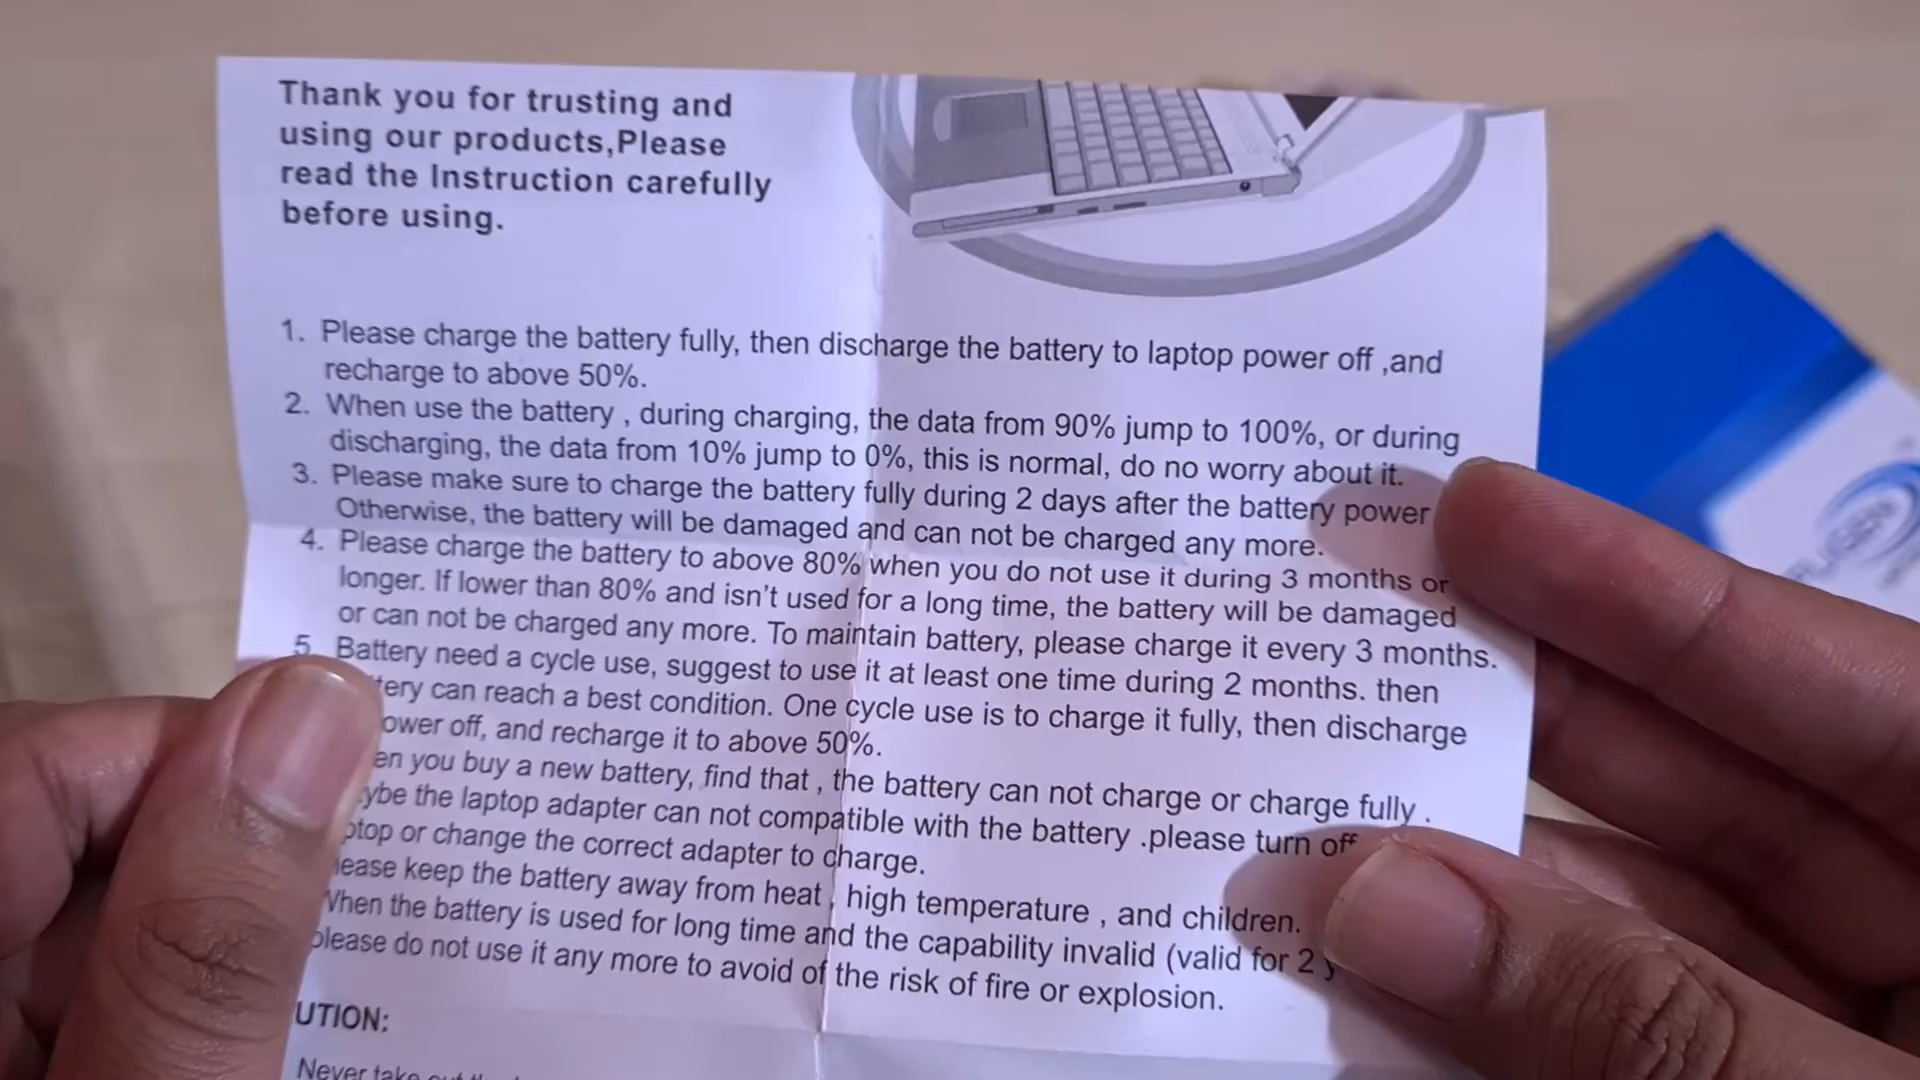 Thank you for trusting and
using our products,Please
read the Instruction carefully
before using.
1. Please charge the battery fully, then discharge the battery to laptop power off ,and
recharge to above 50%.
2. When use the battery , during charging, the data from 90% jump to 100%, or during
discharging, the data from 10% jump to 0%, this is normal, do no worry about it.
3. Please make sure to charge the battery fully during 2 days after the battery power
Otherwise, the battery will be damaged and can not be charged any more.
4. Please charge the battery to above 80% when you do not use it during 3 months or
longer. If lower than 80% and isn't used for a long time, the battery will be damaged
or can not be charged any more. To maintain battery, please charge it every 3 months.
5. Battery need a cycle use, suggest to use it at least one time during 2 months. then
tery can reach a best condition. One cycle use is to charge it fully, then discharge
ower off, and recharge it to above 50%.
en you buy a new battery, find that , the battery can not charge or charge fully .
ybe the laptop adapter can not compatible with the battery .please turn off
ptop or change the correct adapter to charge.
lease keep the battery away from heat , high temperature , and children.
When the battery is used for long time and the capability invalid (valid for 2 y
please do not use it any more to avoid of the risk of fire or explosion.
UTION:
Never take out the